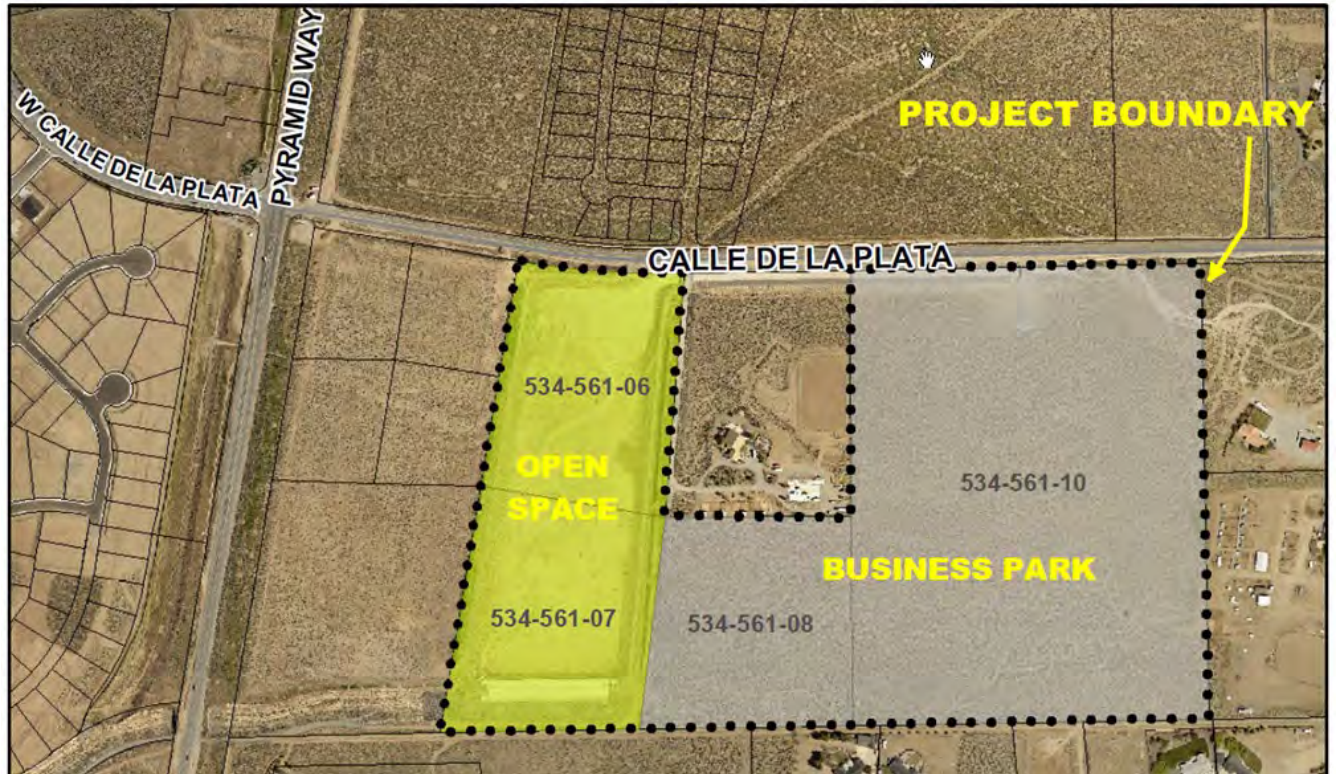 PYRAMID WAY
PROJECT BOUNDARY
W CALLE DE LA PLATA
CALLE DE LA PLATA
534-561-06
OPEN
SPACE
534-561-10
BUSINESS PARK
534-561-07
534-561-08